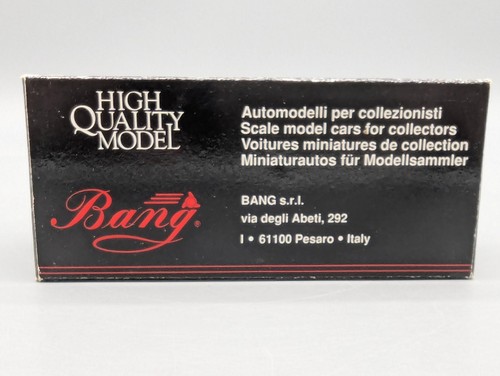 HIGH
QUALITY
MODEL
Bang®
Automodelli per collezionisti
Scale model cars for collectors
Voitures miniatures de collection
Miniaturautos für Modellsammler
BANG s.r.l.
via degli Abeti, 292
I • 61100 Pesaro • Italy